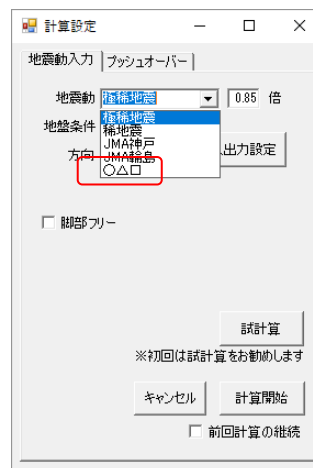 計算設定
地震動入力 プッシュオーバー
地震動 極稀地震 0.85 倍
極稀地震
地盤条件 稀地震
JMA神戸 出力設定
方向 JMA輪島
○△□
脚部フリー
試計算
※初回は試計算をお勧めします
キャンセル 計算開始
前回計算の継続